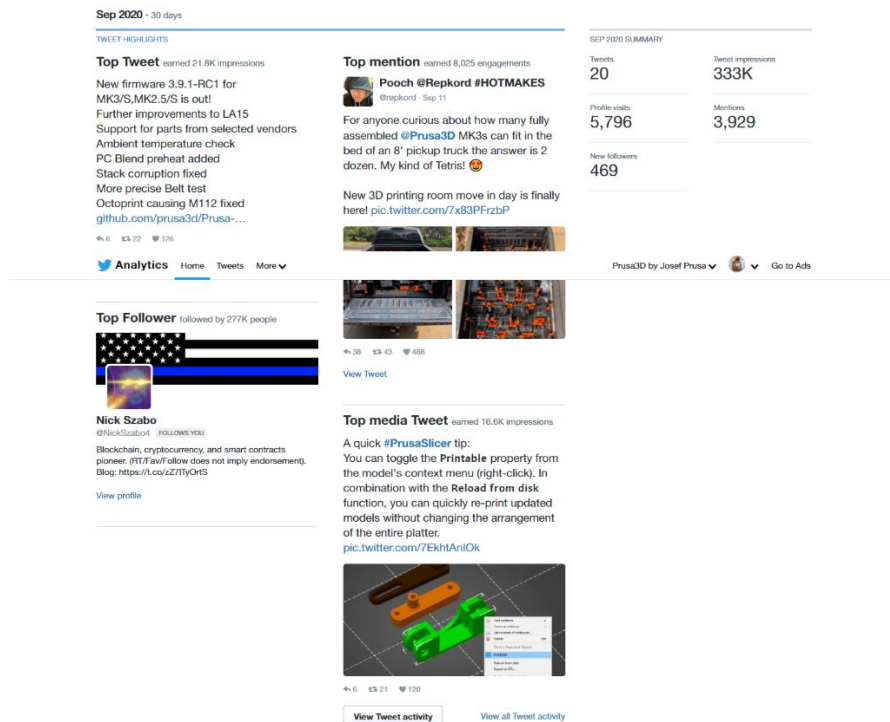 Sep 2020 · 30 days
TWEET HIGHLIGHTS
Top Tweet earned 21.8K impressions
New firmware 3.9.1-RC1 for
MK3/S,MK2.5/S is out!
Further improvements to LA15
Support for parts from selected vendors
Ambient temperature check
PC Blend preheat added
Stack corruption fixed
More precise Belt test
Octoprint causing M112 fixed
github.com/prusa3d/Prusa-…
6 22 126
Top mention earned 8,025 engagements
Pooch @Repkord #HOTMAKES
@repkord · Sep 11
For anyone curious about how many fully
assembled @Prusa3D MK3s can fit in the
bed of an 8' pickup truck the answer is 2
dozen. My kind of Tetris! 😍
New 3D printing room move in day is finally
here! pic.twitter.com/7x83PFrzbP
SEP 2020 SUMMARY
Tweets
20
Tweet impressions
333K
Profile visits
5,796
Mentions
3,929
New followers
469
Analytics Home Tweets More
Prusa3D by Josef Prusa Go to Ads
Top Follower followed by 277K people
Nick Szabo
@NickSzabo4 FOLLOWS YOU
Blockchain, cryptocurrency, and smart contracts
pioneer. (RT/Fav/Follow does not imply endorsement).
Blog: https://t.co/zZ7lTyOrtS
View profile
38 43 488
View Tweet
Top media Tweet earned 16.6K impressions
A quick #PrusaSlicer tip:
You can toggle the Printable property from
the model's context menu (right-click). In
combination with the Reload from disk
function, you can quickly re-print updated
models without changing the arrangement
of the entire platter.
pic.twitter.com/7EkhtAnlOk
Printable
Reload from disk
6 21 120
View Tweet activity
View all Tweet activity